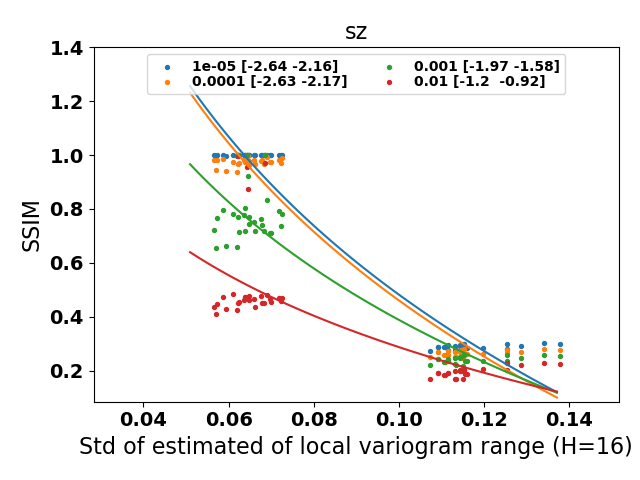 sz
1e-05 [-2.64 -2.16]
0.0001 [-2.63 -2.17]
0.001 [-1.97 -1.58]
0.01 [-1.2  -0.92]
SSIM
1.4
1.2
1.0
0.8
0.6
0.4
0.2
0.04 0.06 0.08 0.10 0.12 0.14
Std of estimated of local variogram range (H=16)